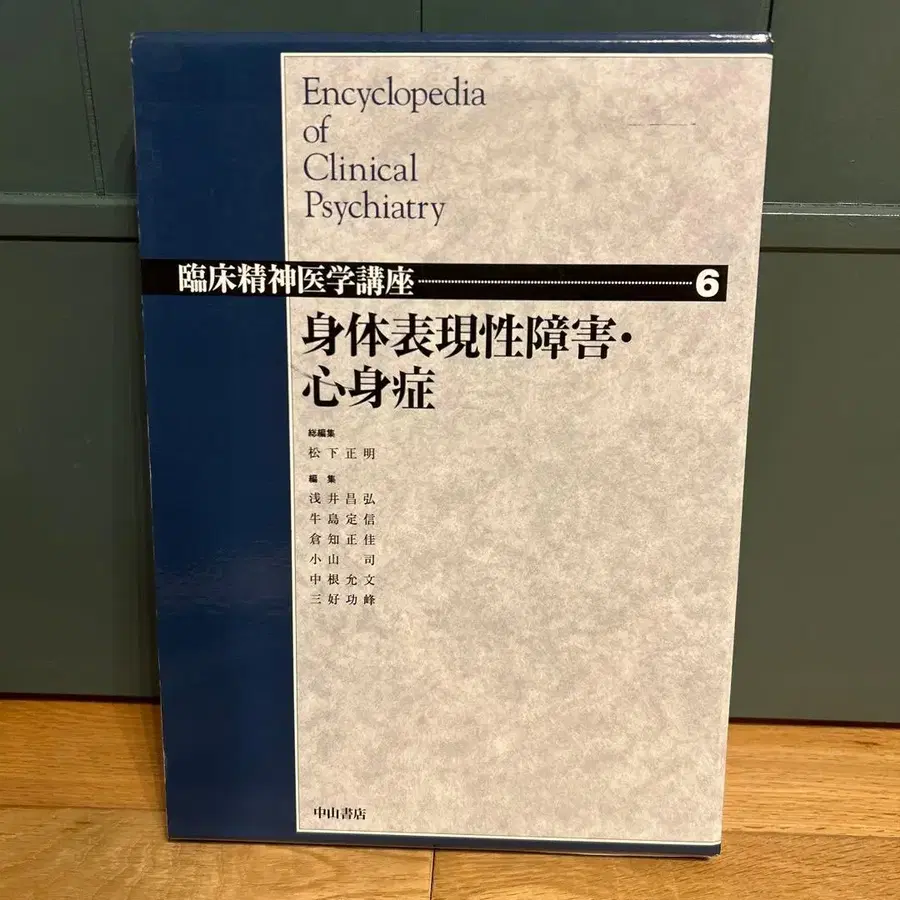 Encyclopedia
of
Clinical
Psychiatry
臨床精神医学講座 6
身体表現性障害・
心身症
総編集
松下正明
編集
浅井昌弘
牛島定信
倉知正佳
小山 司
中根允文
三好功峰
中山書店